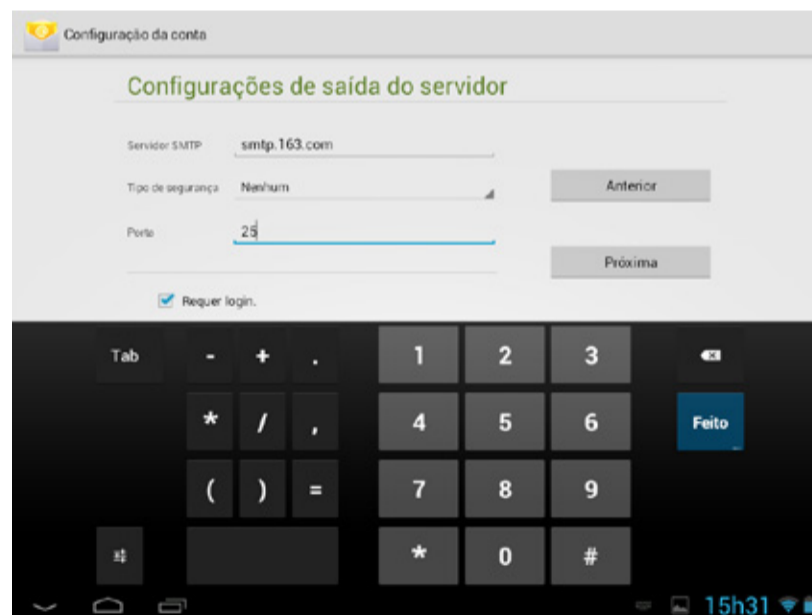 Configuração da conta
Configurações de saída do servidor
Servidor SMTP smtp.163.com
Tipo de segurança Nenhum
Anterior
Porta 25
Próxima
Requer login.
Tab - + . 1 2 3
* / , 4 5 6 Feito
( ) = 7 8 9
* 0 #
15h31